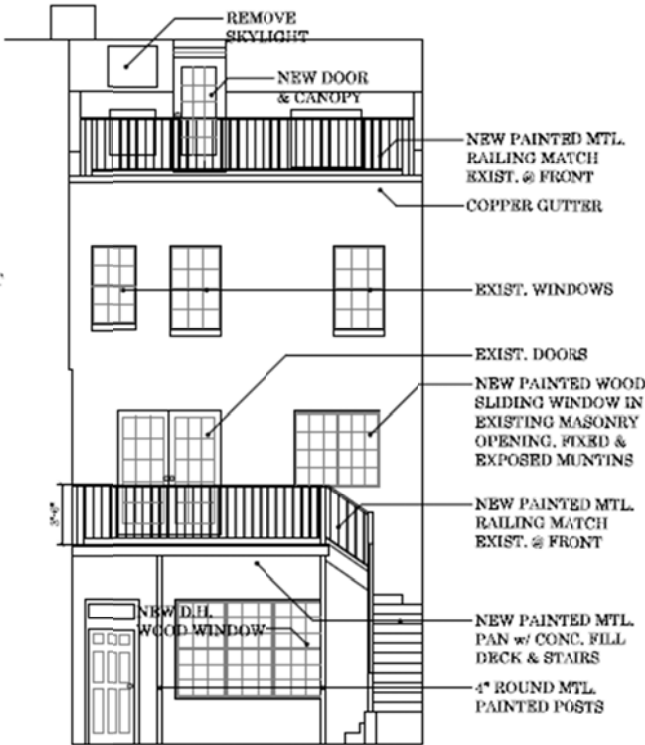 REMOVE
SKYLIGHT
NEW DOOR
& CANOPY
NEW PAINTED MTL.
RAILING MATCH
EXIST. @ FRONT
COPPER GUTTER
EXIST. WINDOWS
EXIST. DOORS
NEW PAINTED WOOD
SLIDING WINDOW IN
EXISTING MASONRY
OPENING, FIXED &
EXPOSED MUNTINS
3'-6"
NEW PAINTED MTL.
RAILING MATCH
EXIST. @ FRONT
NEW D.H.
WOOD WINDOW
NEW PAINTED MTL.
PAN w/ CONC. FILL
DECK & STAIRS
4" ROUND MTL.
PAINTED POSTS